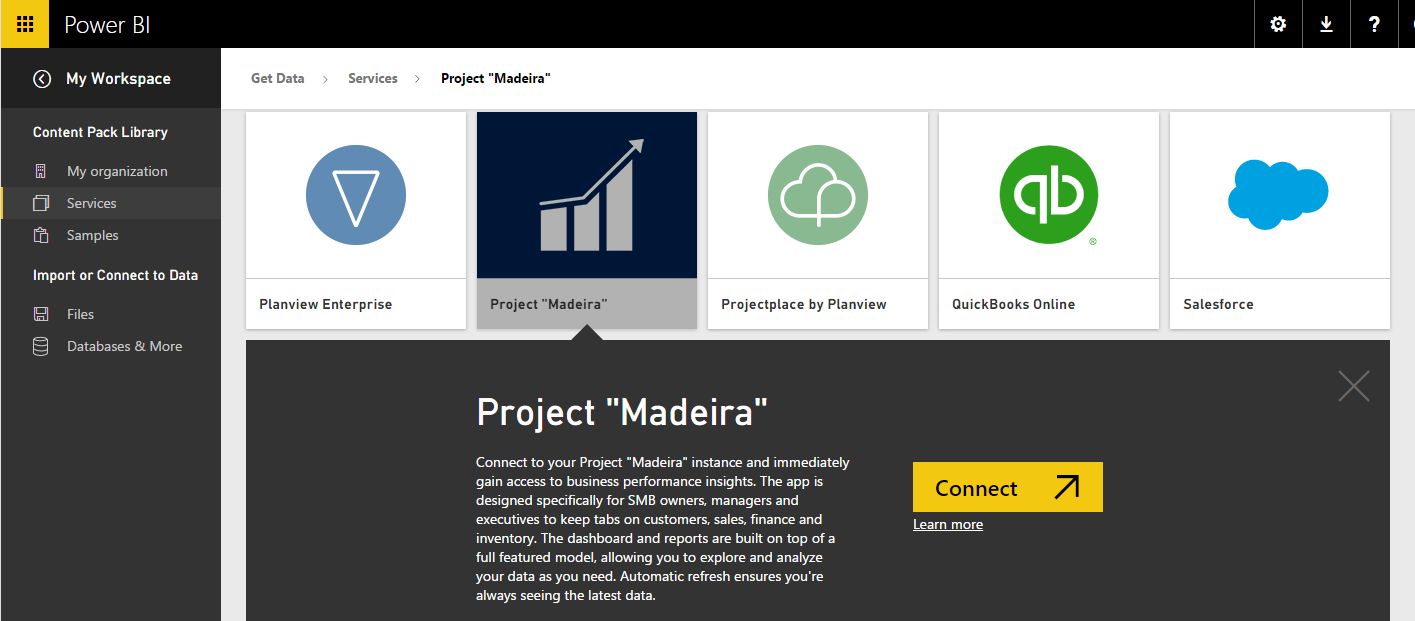 Power BI
?
My Workspace
Get Data > Services > Project "Madeira"
Content Pack Library
My organization
Services
Samples
Import or Connect to Data
Files
Databases & More
qb
®
Planview Enterprise
Project "Madeira"
Projectplace by Planview
QuickBooks Online
Salesforce
Project "Madeira"
Connect to your Project "Madeira" instance and immediately
gain access to business performance insights. The app is
designed specifically for SMB owners, managers and
executives to keep tabs on customers, sales, finance and
inventory. The dashboard and reports are built on top of a
full featured model, allowing you to explore and analyze
your data as you need. Automatic refresh ensures you're
always seeing the latest data.
Connect
Learn more